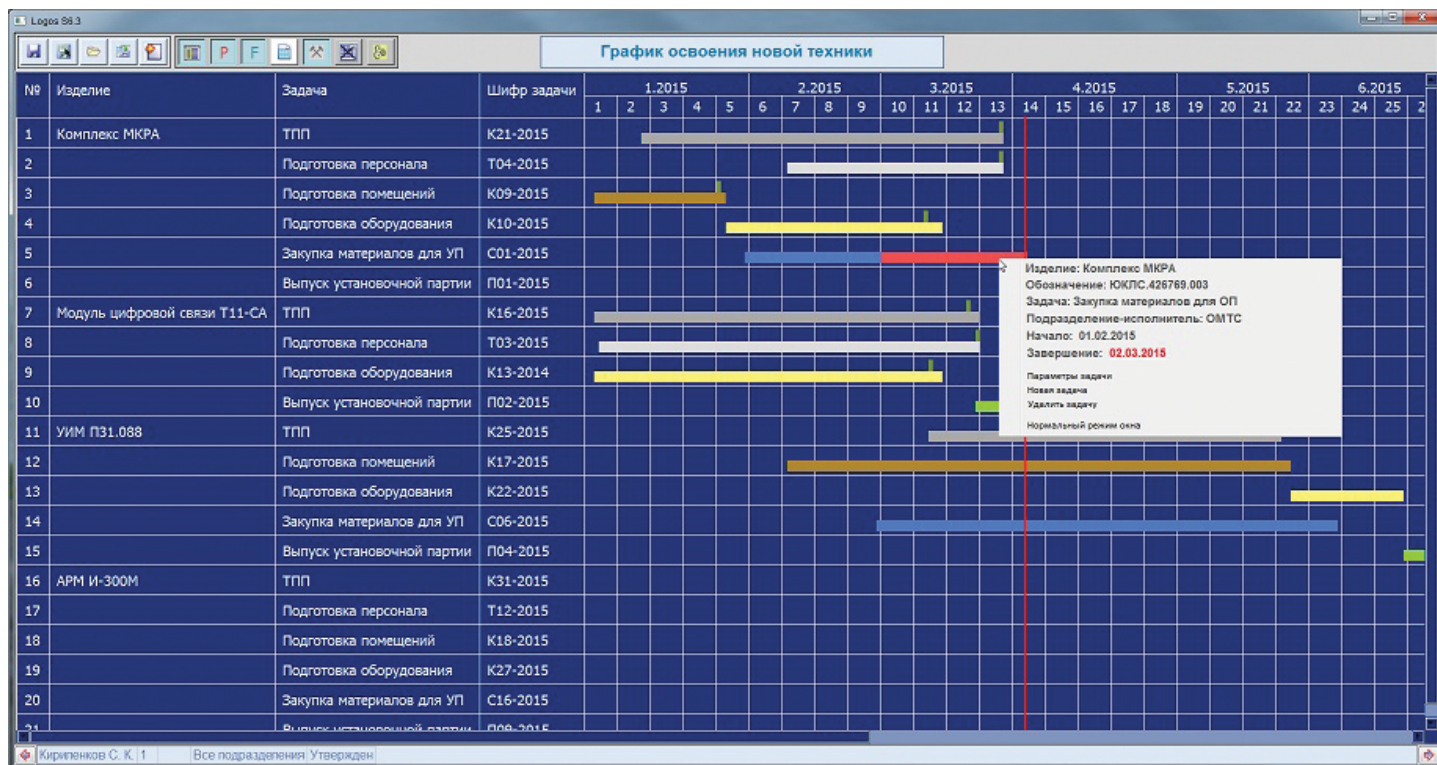 Logos S6.3
P F
График освоения новой техники
№ Изделие Задача Шифр задачи 1.2015 2.2015 3.2015 4.2015 5.2015 6.2015
1 2 3 4 5 6 7 8 9 10 11 12 13 14 15 16 17 18 19 20 21 22 23 24 25 2
1 Комплекс МКРА ТПП К21-2015
2 Подготовка персонала Т04-2015
3 Подготовка помещений К09-2015
4 Подготовка оборудования К10-2015
5 Закупка материалов для УП С01-2015
6 Выпуск установочной партии П01-2015
7 Модуль цифровой связи Т11-СА ТПП К16-2015
8 Подготовка персонала Т03-2015
9 Подготовка оборудования К13-2014
10 Выпуск установочной партии П02-2015
11 УИМ П31.088 ТПП К25-2015
12 Подготовка помещений К17-2015
13 Подготовка оборудования К22-2015
14 Закупка материалов для УП С06-2015
15 Выпуск установочной партии П04-2015
16 АРМ И-300М ТПП К31-2015
17 Подготовка персонала Т12-2015
18 Подготовка помещений К18-2015
19 Подготовка оборудования К27-2015
20 Закупка материалов для УП С16-2015
21 Выпуск установочной партии П09-2015
Изделие: Комплекс МКРА
Обозначение: ЮКЛС.426769.003
Задача: Закупка материалов для ОП
Подразделение-исполнитель: ОМТС
Начало: 01.02.2015
Завершение: 02.03.2015
Параметры задачи
Новая задача
Удалить задачу
Нормальный режим окна
Кирипенков С. К. 1 Все подразделения Утвержден